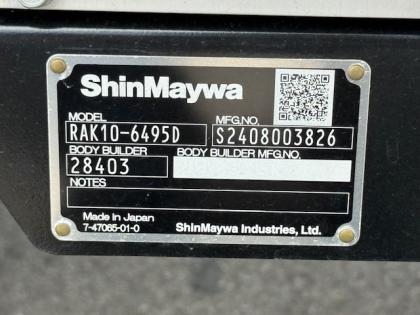 ShinMaywa
MODEL MFG.NO.
RAK10-6495D S2408003826
BODY BUILDER BODY BUILDER MFG.NO.
28403
NOTES
Made in Japan
7-47065-01-0 ShinMaywa Industries, Ltd.